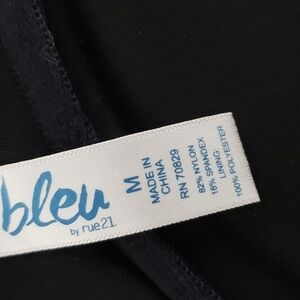 bleu
by rue21
M
MADE IN
CHINA
RN 70829
82% NYLON
18% SPANDEX
LINING:
100% POLYESTER